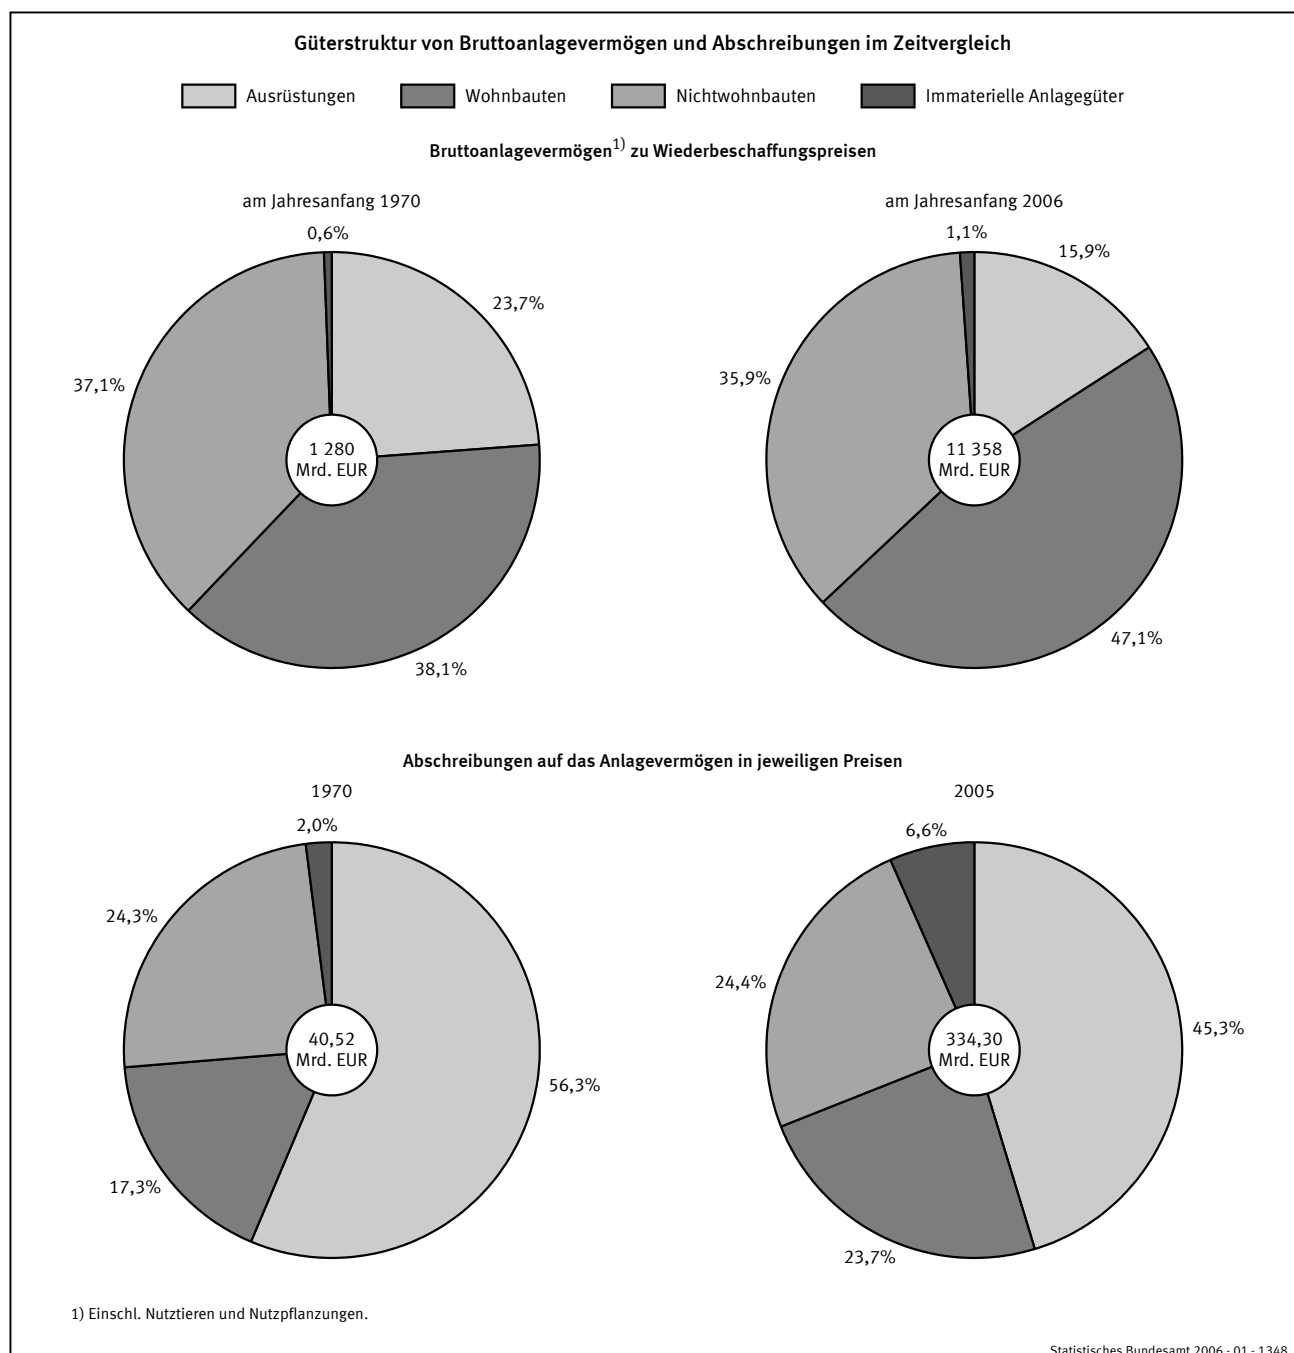 Güterstruktur von Bruttoanlagevermögen und Abschreibungen im Zeitvergleich
Ausrüstungen Wohnbauten Nichtwohnbauten Immaterielle Anlagegüter
Bruttoanlagevermögen1) zu Wiederbeschaffungspreisen
am Jahresanfang 1970
0,6%
23,7%
37,1%
1 280
Mrd. EUR
38,1%
am Jahresanfang 2006
1,1%
15,9%
35,9%
11 358
Mrd. EUR
47,1%
Abschreibungen auf das Anlagevermögen in jeweiligen Preisen
1970
2,0%
24,3%
40,52
Mrd. EUR
56,3%
17,3%
2005
6,6%
24,4%
334,30
Mrd. EUR
45,3%
23,7%
1) Einschl. Nutztieren und Nutzpflanzungen.
Statistisches Bundesamt 2006 - 01 - 1348